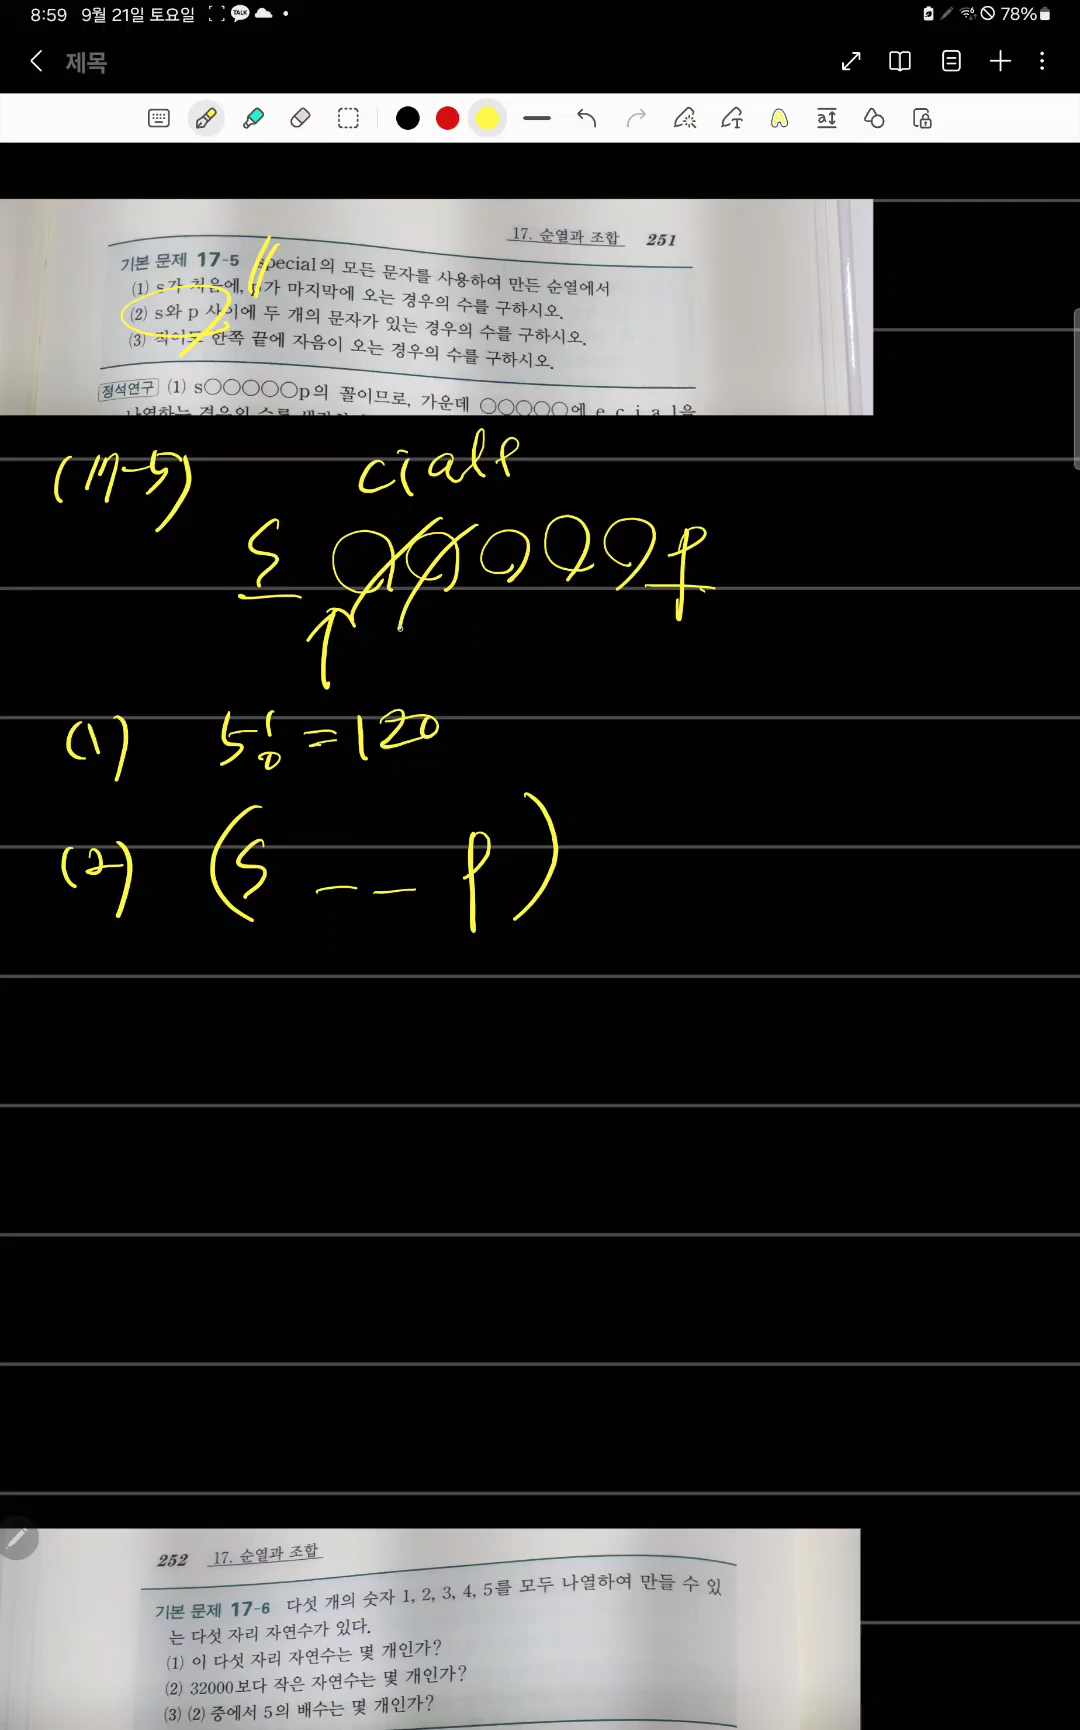 8:59 9월 21일 토요일 TALK 78%
제목
17. 순열과 조합 251
기본 문제 17-5 special의 모든 문자를 사용하여 만든 순열에서
(1) s가 처음에, p가 마지막에 오는 경우의 수를 구하시오.
(2) s와 p 사이에 두 개의 문자가 있는 경우의 수를 구하시오.
(3) 적어도 한쪽 끝에 자음이 오는 경우의 수를 구하시오.
정석연구 (1) s○○○○○p의 꼴이므로, 가운데 ○○○○○에 e, c, i, a, l을
(17-5) cial
s ○○○○○ p
(1) 5! = 120
(2) (s _ _ p)
252 17. 순열과 조합
기본 문제 17-6 다섯 개의 숫자 1, 2, 3, 4, 5를 모두 나열하여 만들 수 있
는 다섯 자리 자연수가 있다.
(1) 이 다섯 자리 자연수는 몇 개인가?
(2) 32000보다 작은 자연수는 몇 개인가?
(3) (2) 중에서 5의 배수는 몇 개인가?